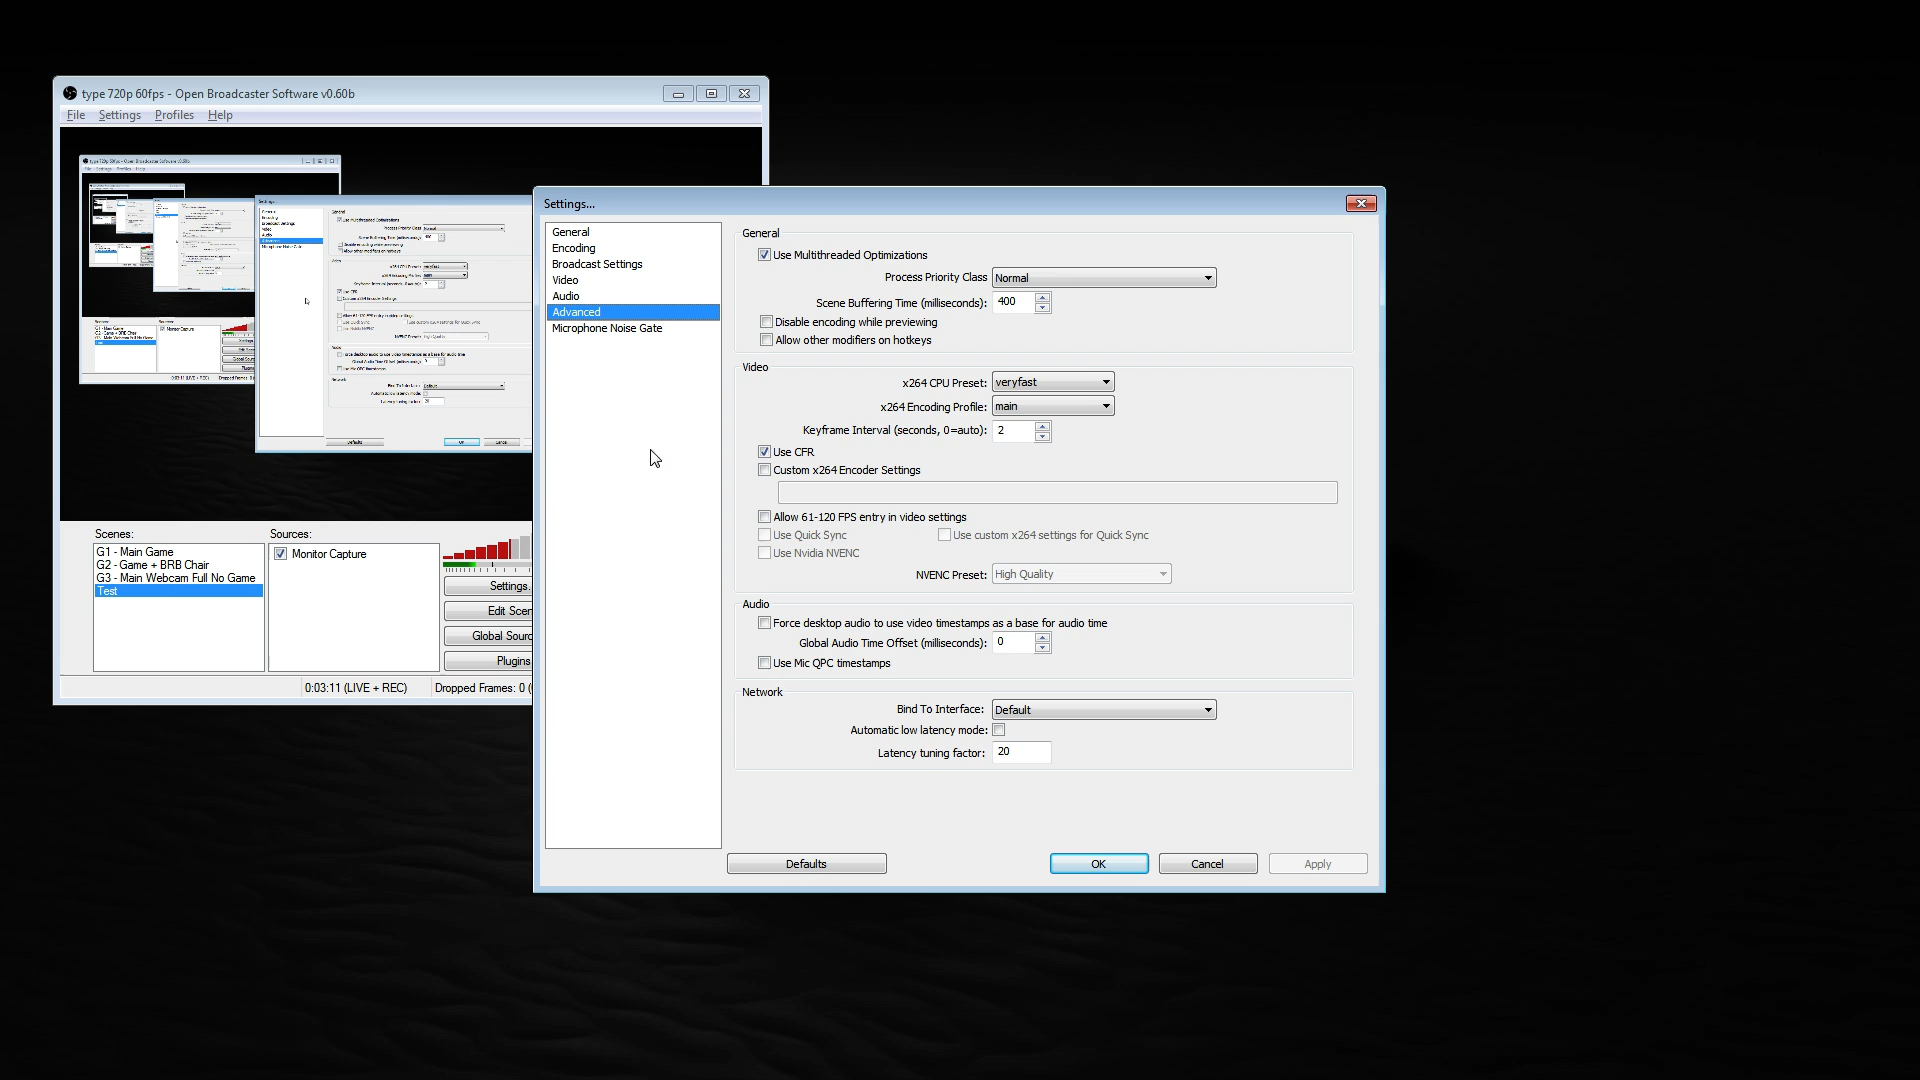 type 720p 60fps - Open Broadcaster Software v0.60b
File Settings Profiles Help
Scenes:
G1 - Main Game
G2 - Game + BRB Chair
G3 - Main Webcam Full No Game
Test
Sources:
Monitor Capture
Settings.
Edit Scen
Global Sourc
Plugins
0:03:11 (LIVE + REC)
Dropped Frames: 0 (
Settings...
General
Encoding
Broadcast Settings
Video
Audio
Advanced
Microphone Noise Gate
General
Use Multithreaded Optimizations
Process Priority Class Normal
Scene Buffering Time (milliseconds): 400
Disable encoding while previewing
Allow other modifiers on hotkeys
Video
x264 CPU Preset: veryfast
x264 Encoding Profile: main
Keyframe Interval (seconds, 0=auto): 2
Use CFR
Custom x264 Encoder Settings
Allow 61-120 FPS entry in video settings
Use Quick Sync Use custom x264 settings for Quick Sync
Use Nvidia NVENC
NVENC Preset: High Quality
Audio
Force desktop audio to use video timestamps as a base for audio time
Global Audio Time Offset (milliseconds): 0
Use Mic QPC timestamps
Network
Bind To Interface: Default
Automatic low latency mode:
Latency tuning factor: 20
Defaults OK Cancel Apply